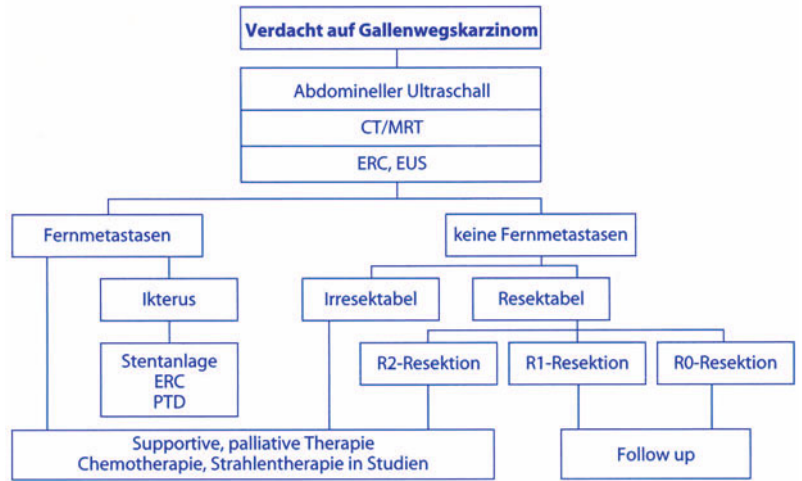 Verdacht auf Gallenwegskarzinom
Abdomineller Ultraschall
CT/MRT
ERC, EUS
Fernmetastasen
keine Fernmetastasen
Ikterus
Irresektabel
Resektabel
Stentanlage
ERC
PTD
R2-Resektion
R1-Resektion
R0-Resektion
Supportive, palliative Therapie
Chemotherapie, Strahlentherapie in Studien
Follow up